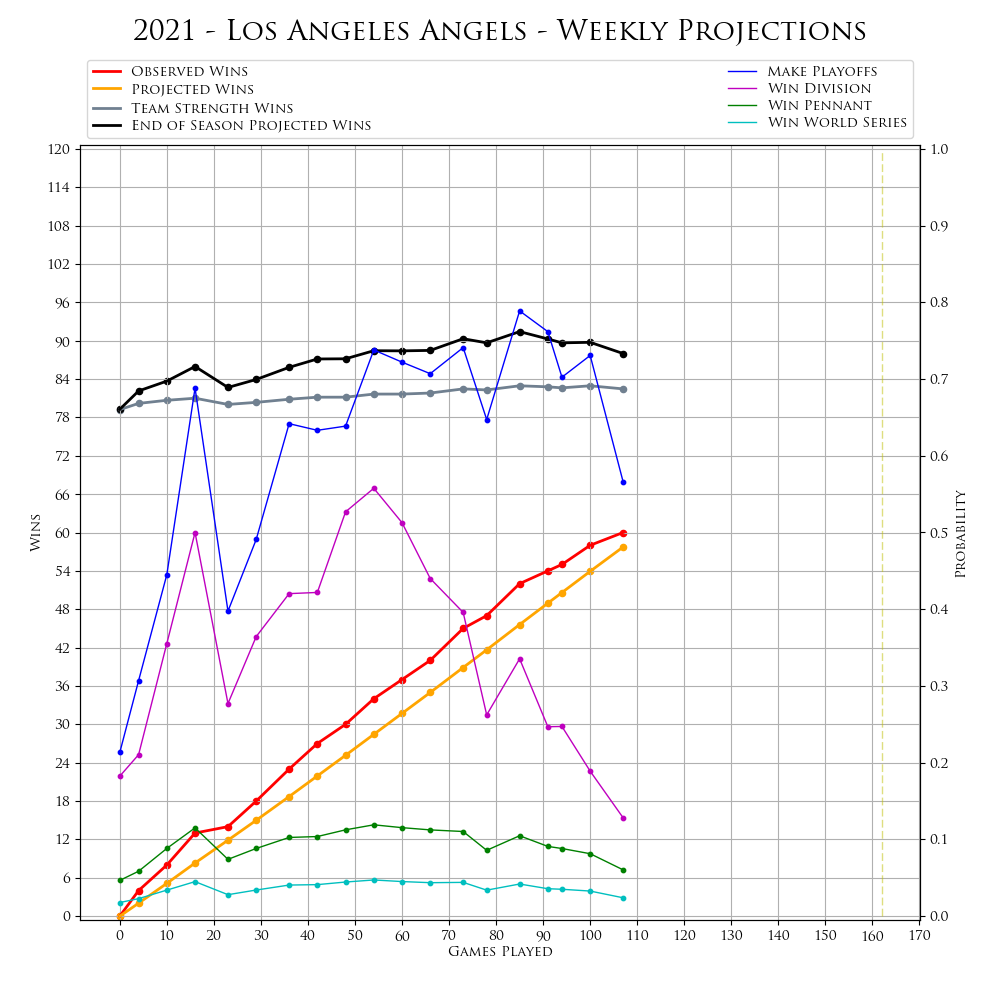 2021 - Los Angeles Angels - Weekly Projections
Observed Wins
Projected Wins
Team Strength Wins
End of Season Projected Wins
Make Playoffs
Win Division
Win Pennant
Win World Series
120
114
108
102
96
90
84
78
72
66
60
54
48
42
36
30
24
18
12
6
0
Wins
1.0
0.9
0.8
0.7
0.6
0.5
0.4
0.3
0.2
0.1
0.0
Probability
0 10 20 30 40 50 60 70 80 90 100 110 120 130 140 150 160 170
Games Played